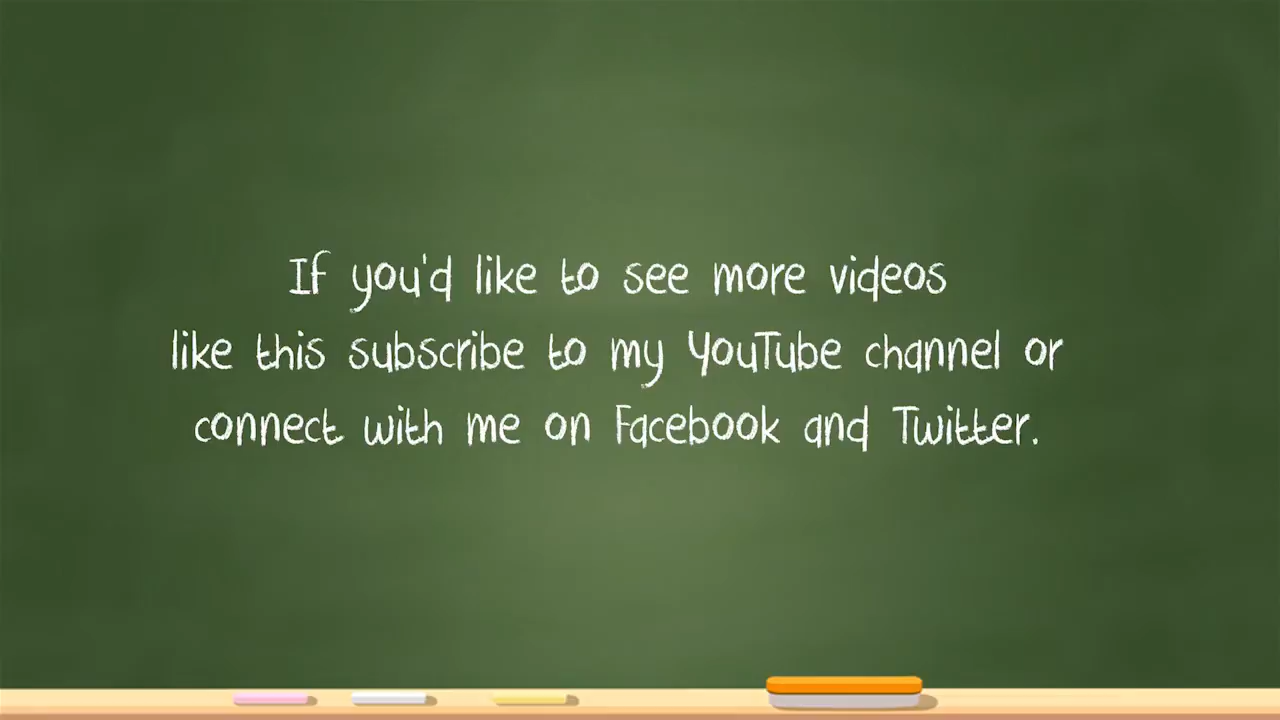 If you'd like to see more videos
like this subscribe to my YouTube channel or
connect with me on Facebook and Twitter.